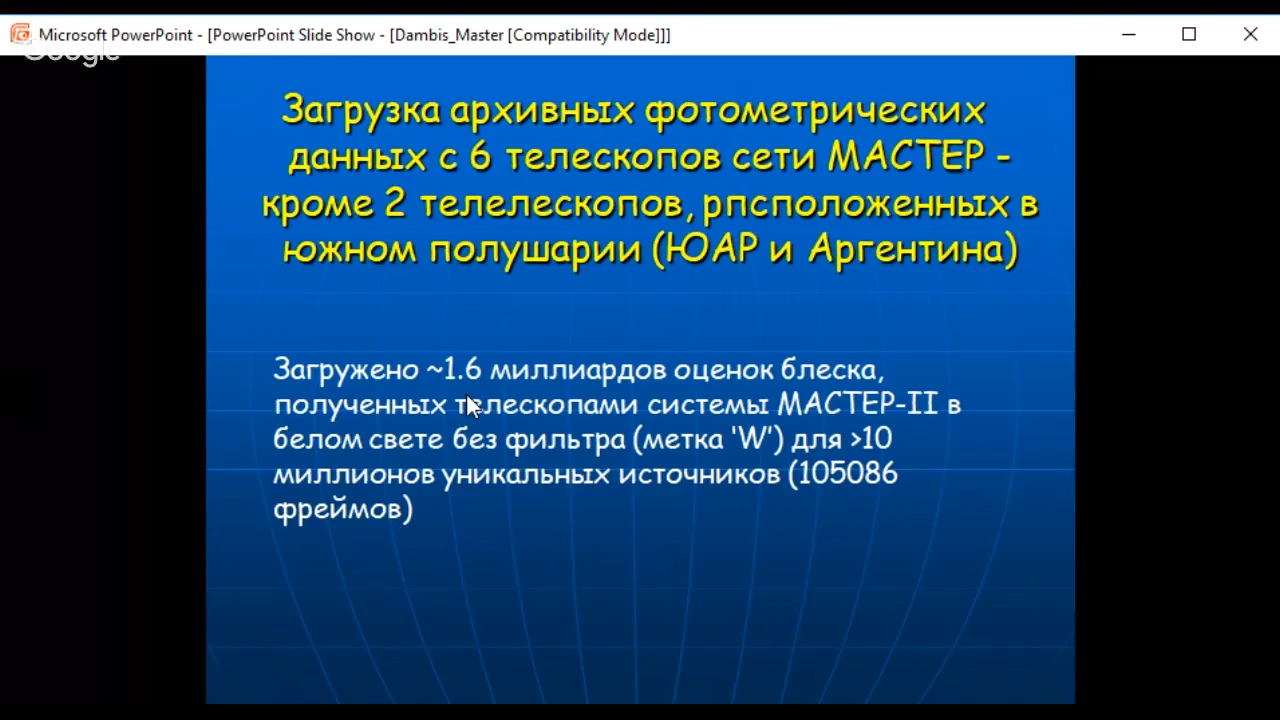 Microsoft PowerPoint - [PowerPoint Slide Show - [Dambis_Master [Compatibility Mode]]]
Google
Загрузка архивных фотометрических
данных с 6 телескопов сети МАСТЕР -
кроме 2 телелескопов, рпсположенных в
южном полушарии (ЮАР и Аргентина)
Загружено ~1.6 миллиардов оценок блеска,
полученных телескопами системы МАСТЕР-II в
белом свете без фильтра (метка 'W') для >10
миллионов уникальных источников (105086
фреймов)